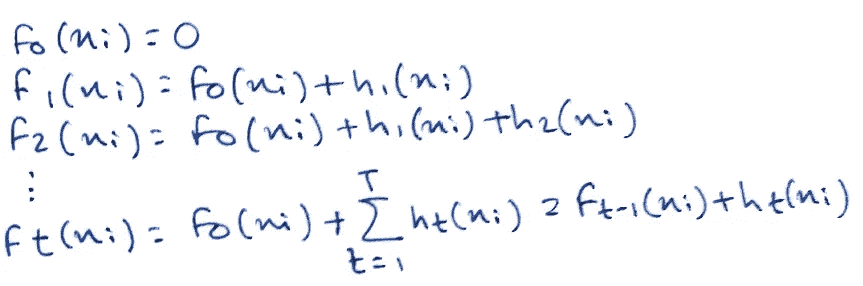 f₀(xᵢ) = 0
f₁(xᵢ) = f₀(xᵢ) + h₁(xᵢ)
f₂(xᵢ) = f₀(xᵢ) + h₁(xᵢ) + h₂(xᵢ)
⋮
fₜ(xᵢ) = f₀(xᵢ) + ∑ₜ₌₁ᵀ hₜ(xᵢ) = fₜ₋₁(xᵢ) + hₜ(xᵢ)